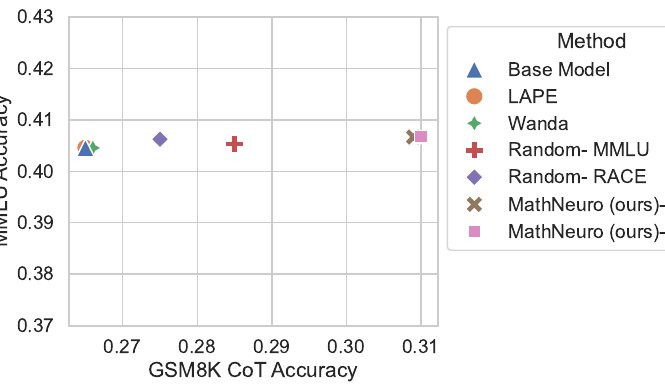 0.43
0.42
0.41
0.40
0.39
0.38
0.37
MMLU Accuracy
0.27
0.28
0.29
0.30
0.31
GSM8K CoT Accuracy
Method
Base Model
LAPE
Wanda
Random- MMLU
Random- RACE
MathNeuro (ours)-
MathNeuro (ours)-